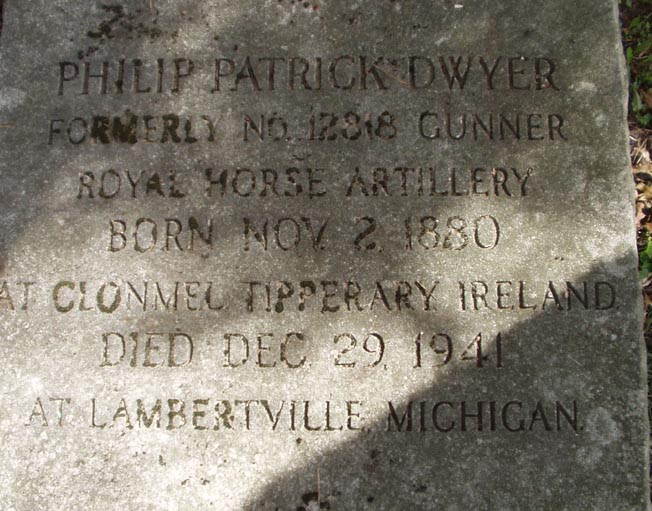 PHILIP PATRICK DWYER
FORMERLY NO. 12818 GUNNER
ROYAL HORSE ARTILLERY
BORN NOV. 2, 1880
AT CLONMEL TIPPERARY IRELAND
DIED DEC. 29, 1941
AT LAMBERTVILLE, MICHIGAN.